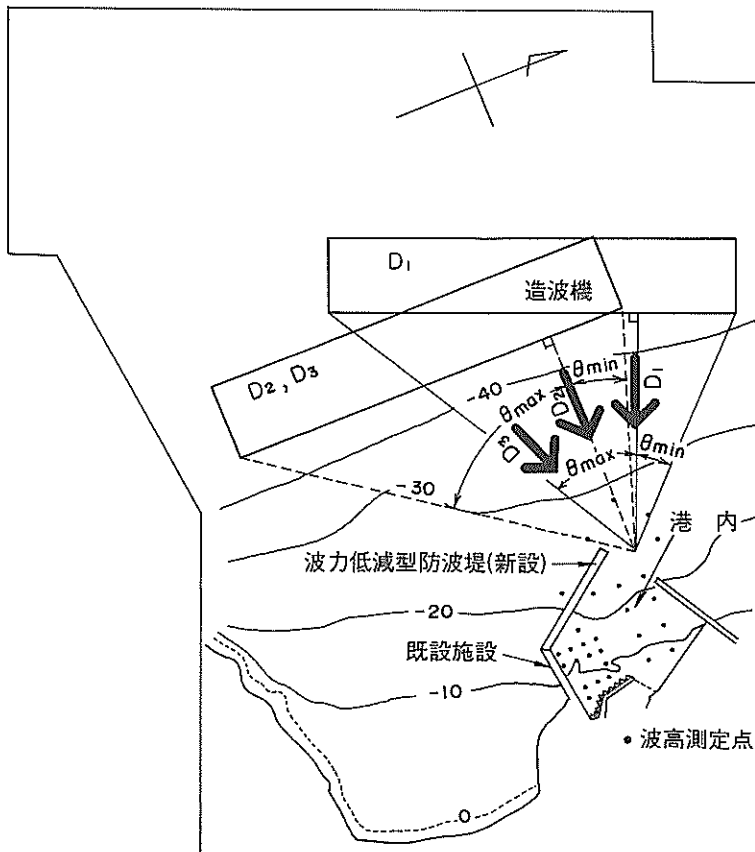 D1
造波機
D2, D3
-40
θmin
θmax
D1
D2
D3
θmin
θmax
-30
港 内
波力低減型防波堤(新設)
-20
既設施設
-10
• 波高測定点
0